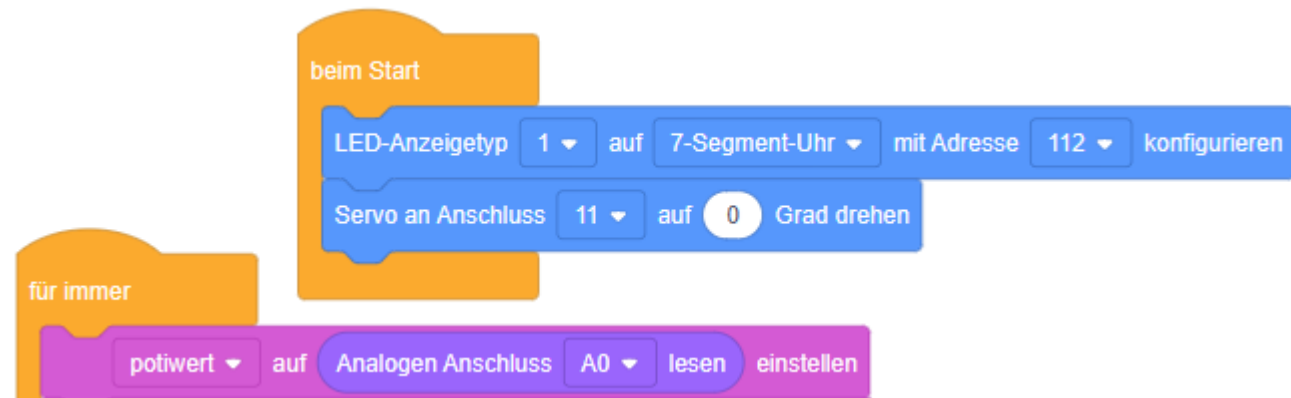 beim Start
LED-Anzeigetyp 1 auf 7-Segment-Uhr mit Adresse 112 konfigurieren
Servo an Anschluss 11 auf 0 Grad drehen
für immer
potiwert auf Analogen Anschluss A0 lesen einstellen